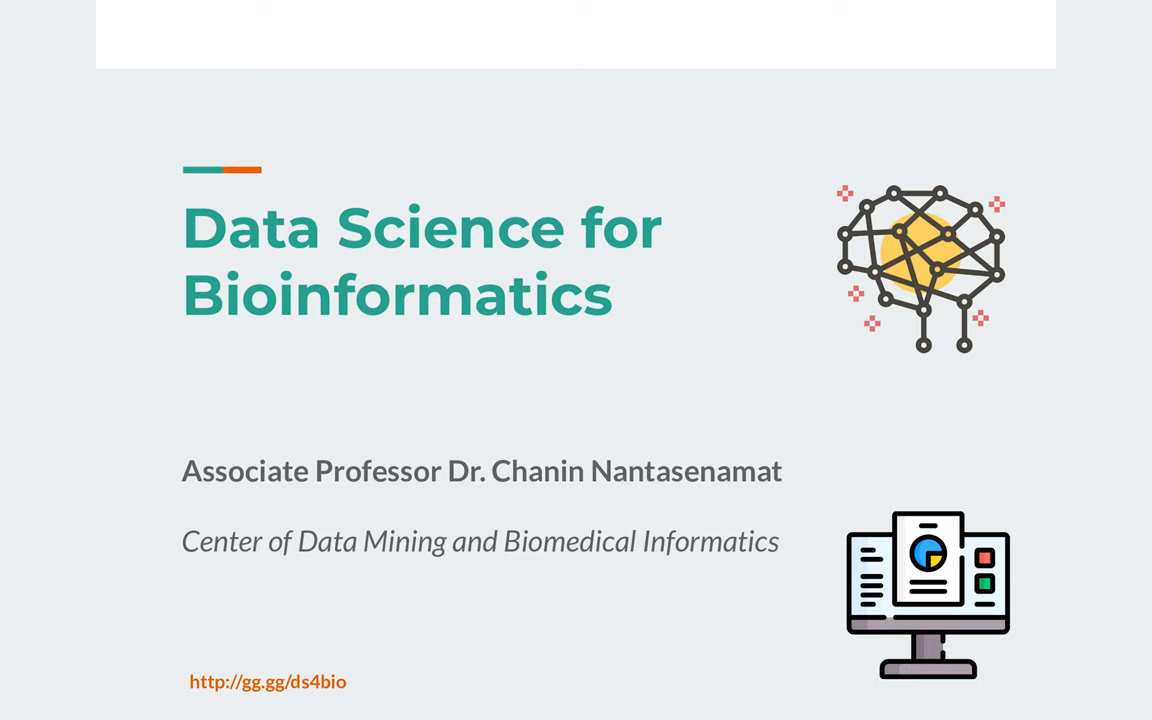 Data Science for
Bioinformatics
Associate Professor Dr. Chanin Nantasenamat
Center of Data Mining and Biomedical Informatics
http://gg.gg/ds4bio